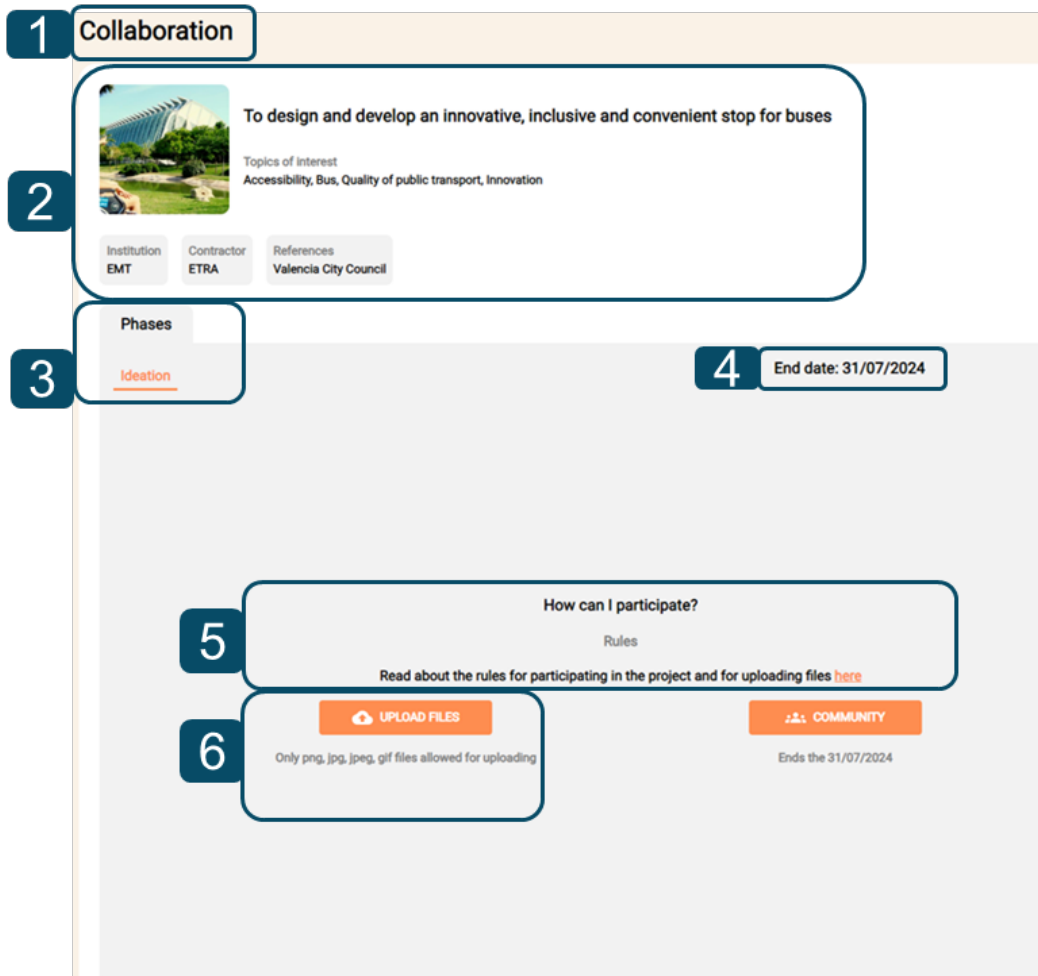 1
Collaboration
2
To design and develop an innovative, inclusive and convenient stop for buses
Topics of interest
Accessibility, Bus, Quality of public transport, Innovation
Institution
EMT
Contractor
ETRA
References
Valencia City Council
3
Phases
Ideation
4
End date: 31/07/2024
5
How can I participate?
Rules
Read about the rules for participating in the project and for uploading files here
6
UPLOAD FILES
Only png, jpg, jpeg, gif files allowed for uploading
COMMUNITY
Ends the 31/07/2024